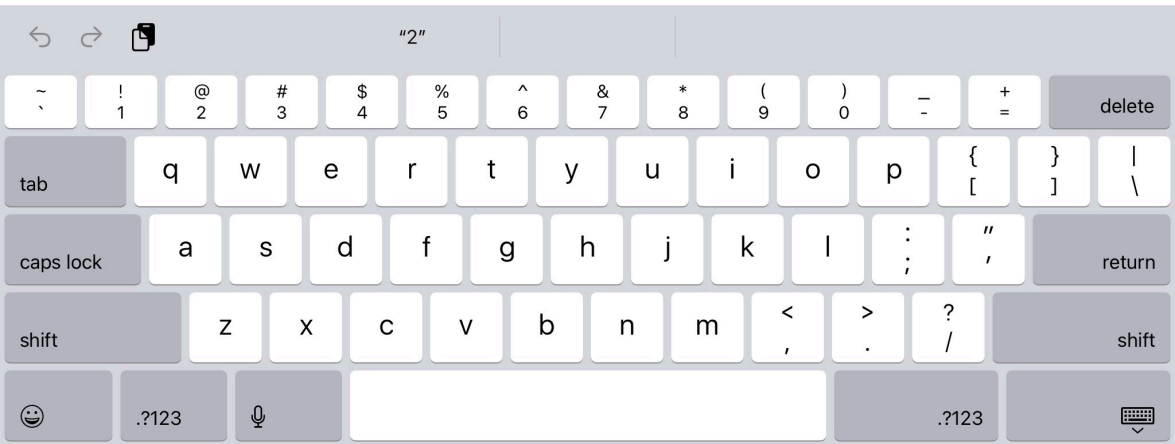 “2”
~ ! @ # $ % ^ & * ( ) _ +
` 1 2 3 4 5 6 7 8 9 0 - = delete
tab q w e r t y u i o p { } |
[ ] \
caps lock a s d f g h j k l : " return
; '
shift z x c v b n m < > ? shift
, . /
.?123 .?123